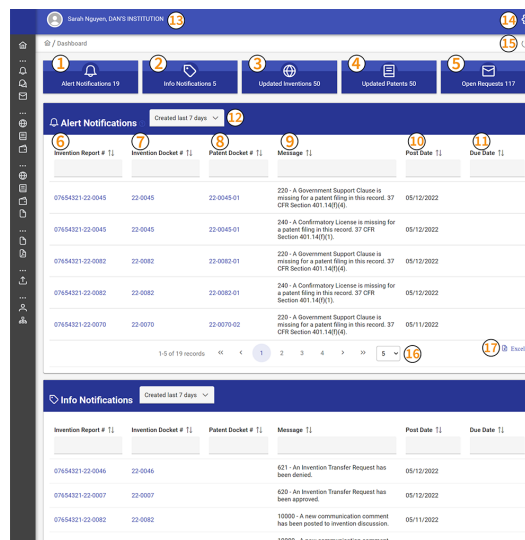 Sarah Nguyen, DAN'S INSTITUTION 13
14
/ Dashboard 15
1 2 3 4 5
Alert Notifications 19 Info Notifications 5 Updated Inventions 50 Updated Patents 50 Open Requests 117
Alert Notifications Created last 7 days 12
6 7 8 9 10 11
Invention Report # Invention Docket # Patent Docket # Message Post Date Due Date
07654321-22-0045 22-0045 22-0045-01 220 - A Government Support Clause is
missing for a patent filing in this record. 37 05/12/2022
CFR Section 401.14(f)(4).
07654321-22-0045 22-0045 22-0045-01 240 - A Confirmatory License is missing for
a patent filing in this record. 37 CFR 05/12/2022
Section 401.14(f)(1).
07654321-22-0082 22-0082 22-0082-01 220 - A Government Support Clause is
missing for a patent filing in this record. 37 05/12/2022
CFR Section 401.14(f)(4).
07654321-22-0082 22-0082 22-0082-01 240 - A Confirmatory License is missing for
a patent filing in this record. 37 CFR 05/12/2022
Section 401.14(f)(1).
07654321-22-0070 22-0070 22-0070-02 220 - A Government Support Clause is
missing for a patent filing in this record. 37 05/11/2022
CFR Section 401.14(f)(4).
1-5 of 19 records « ‹ 1 2 3 4 › » 5 16 17 Excel
Info Notifications Created last 7 days
Invention Report # Invention Docket # Patent Docket # Message Post Date Due Date
07654321-22-0046 22-0046 621 - An Invention Transfer Request has
been denied. 05/12/2022
07654321-22-0007 22-0007 620 - An Invention Transfer Request has
been approved. 05/12/2022
07654321-22-0082 22-0082 10000 - A new communication comment
has been posted to invention discussion. 05/11/2022
10000 - A new communication comment